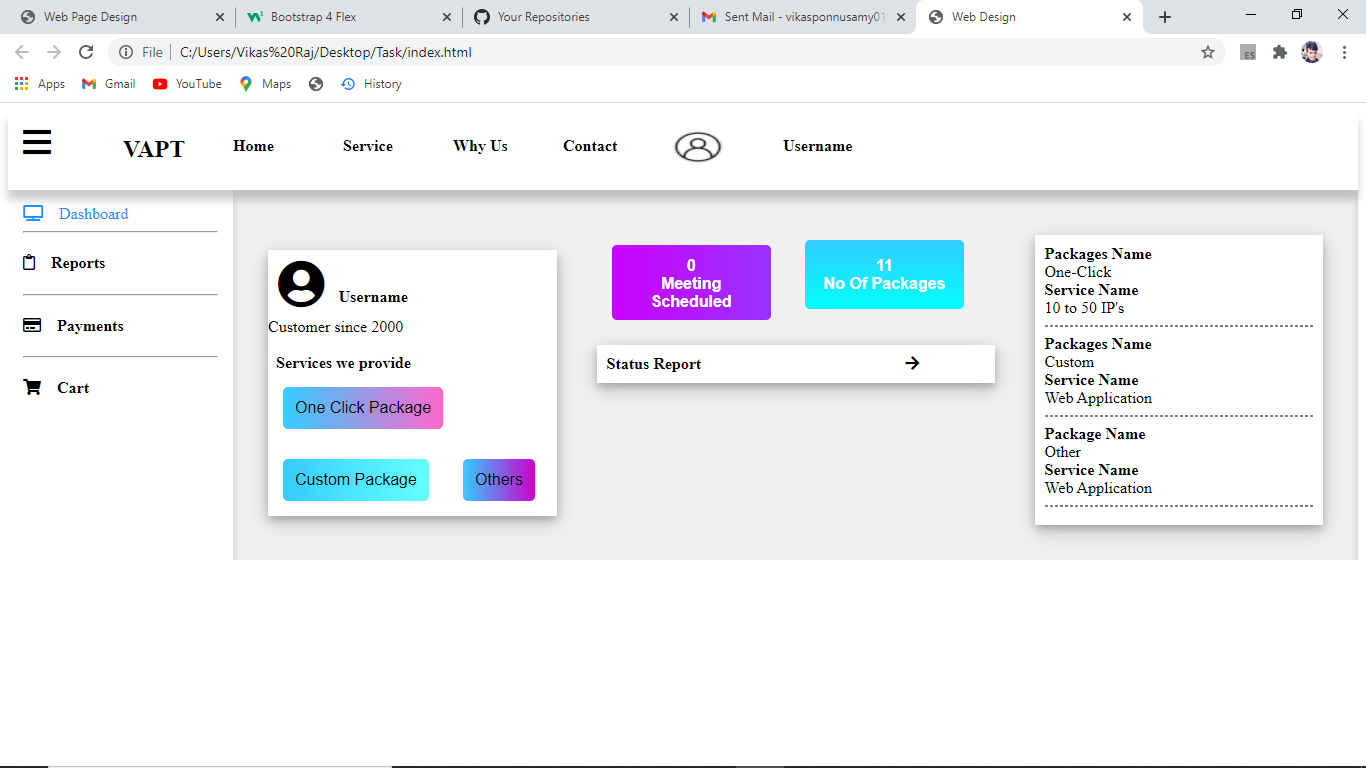 Web Page Design
Bootstrap 4 Flex
Your Repositories
Sent Mail - vikasponnusamy01
Web Design
File
C:/Users/Vikas%20Raj/Desktop/Task/index.html
ES
Apps
Gmail
YouTube
Maps
History
VAPT
Home
Service
Why Us
Contact
Username
Dashboard
Reports
Payments
Cart
Username
Customer since 2000
Services we provide
One Click Package
Custom Package
Others
0
Meeting
Scheduled
11
No Of Packages
Status Report
Packages Name
One-Click
Service Name
10 to 50 IP's
Packages Name
Custom
Service Name
Web Application
Package Name
Other
Service Name
Web Application